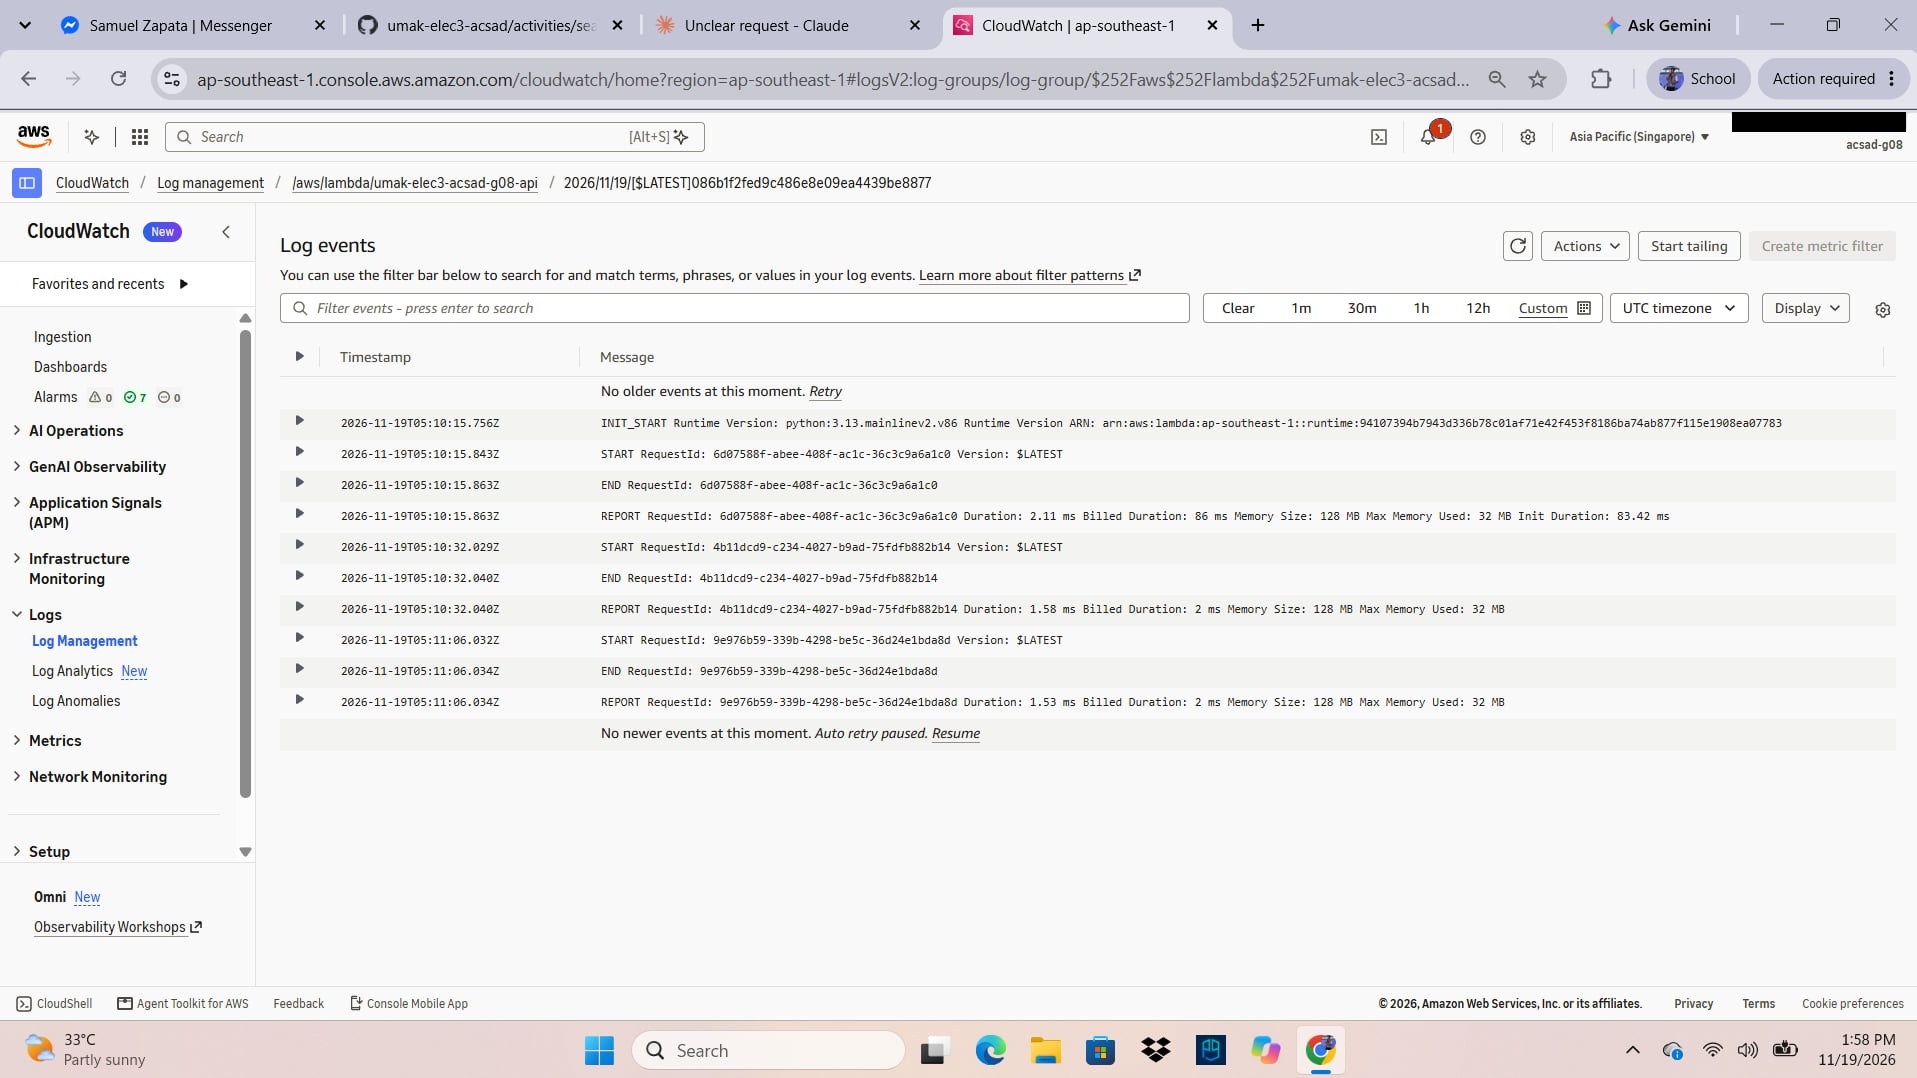 Samuel Zapata | Messenger
umak-elec3-acsad/activities/sea
Unclear request - Claude
CloudWatch | ap-southeast-1
Ask Gemini
ap-southeast-1.console.aws.amazon.com/cloudwatch/home?region=ap-southeast-1#logsV2:log-groups/log-group/$252Faws$252Flambda$252Fumak-elec3-acsad...
School
Action required
aws
Search
[Alt+S]
1
Asia Pacific (Singapore)
acsad-g08
CloudWatch / Log management / /aws/lambda/umak-elec3-acsad-g08-api / 2026/11/19/[$LATEST]086b1f2fed9c486e8e09ea4439be8877
CloudWatch New
Favorites and recents
Ingestion
Dashboards
Alarms 0 7 0
AI Operations
GenAI Observability
Application Signals
(APM)
Infrastructure
Monitoring
Logs
Log Management
Log Analytics New
Log Anomalies
Metrics
Network Monitoring
Setup
Omni New
Observability Workshops
Log events
Actions
Start tailing
Create metric filter
You can use the filter bar below to search for and match terms, phrases, or values in your log events. Learn more about filter patterns
Filter events - press enter to search
Clear 1m 30m 1h 12h Custom
UTC timezone
Display
Timestamp Message
No older events at this moment. Retry
2026-11-19T05:10:15.756Z INIT_START Runtime Version: python:3.13.mainlinev2.v86 Runtime Version ARN: arn:aws:lambda:ap-southeast-1::runtime:94107394b7943d336b78c01af71e42f453f8186ba74ab877f115e1908ea07783
2026-11-19T05:10:15.843Z START RequestId: 6d07588f-abee-408f-ac1c-36c3c9a6a1c0 Version: $LATEST
2026-11-19T05:10:15.863Z END RequestId: 6d07588f-abee-408f-ac1c-36c3c9a6a1c0
2026-11-19T05:10:15.863Z REPORT RequestId: 6d07588f-abee-408f-ac1c-36c3c9a6a1c0 Duration: 2.11 ms Billed Duration: 86 ms Memory Size: 128 MB Max Memory Used: 32 MB Init Duration: 83.42 ms
2026-11-19T05:10:32.029Z START RequestId: 4b11dcd9-c234-4027-b9ad-75fdfb882b14 Version: $LATEST
2026-11-19T05:10:32.040Z END RequestId: 4b11dcd9-c234-4027-b9ad-75fdfb882b14
2026-11-19T05:10:32.040Z REPORT RequestId: 4b11dcd9-c234-4027-b9ad-75fdfb882b14 Duration: 1.58 ms Billed Duration: 2 ms Memory Size: 128 MB Max Memory Used: 32 MB
2026-11-19T05:11:06.032Z START RequestId: 9e976b59-339b-4298-be5c-36d24e1bda8d Version: $LATEST
2026-11-19T05:11:06.034Z END RequestId: 9e976b59-339b-4298-be5c-36d24e1bda8d
2026-11-19T05:11:06.034Z REPORT RequestId: 9e976b59-339b-4298-be5c-36d24e1bda8d Duration: 1.53 ms Billed Duration: 2 ms Memory Size: 128 MB Max Memory Used: 32 MB
No newer events at this moment. Auto retry paused. Resume
CloudShell
Agent Toolkit for AWS
Feedback
Console Mobile App
© 2026, Amazon Web Services, Inc. or its affiliates.
Privacy
Terms
Cookie preferences
33°C
Partly sunny
Search
1:58 PM
11/19/2026